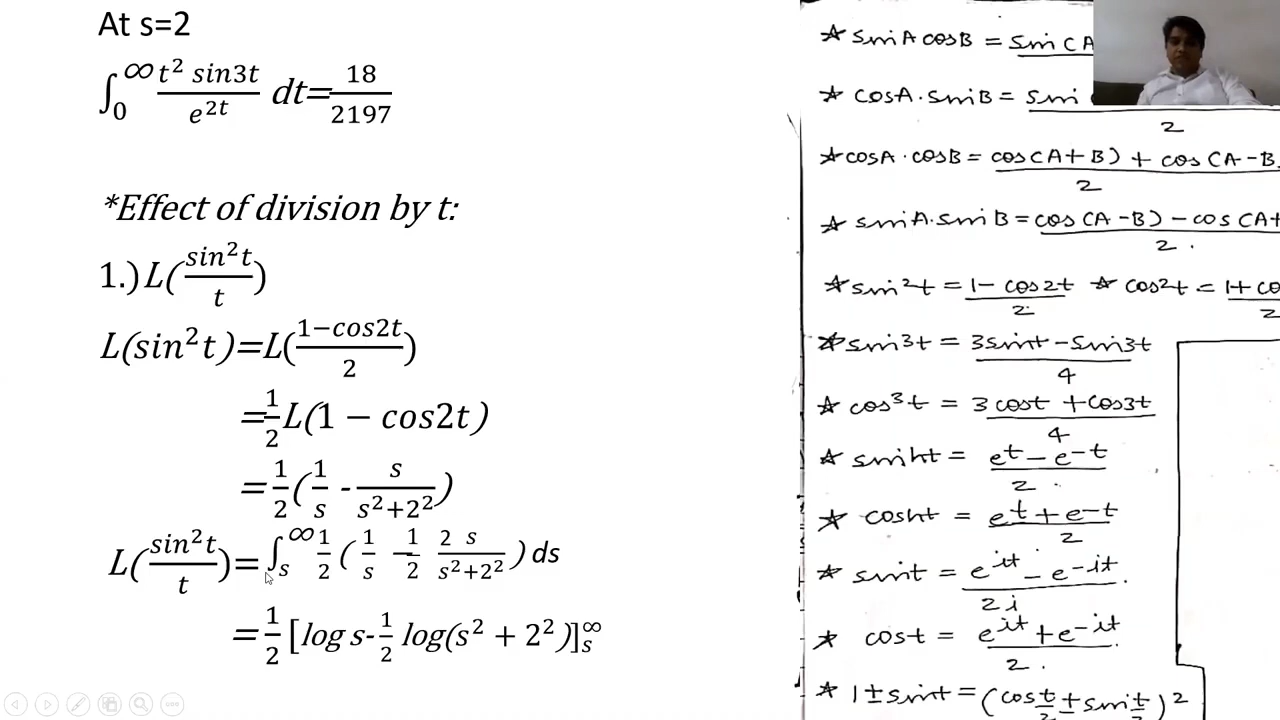 At s=2
∫₀^∞ t² sin3t / e^{2t} dt = 18/2197
*Effect of division by t:
1.) L(sin²t / t)
L(sin²t)=L((1−cos2t)/2)
=1/2 L(1 − cos2t)
=1/2 (1/s - s/(s²+2²))
L(sin²t / t)= ∫ₛ^∞ 1/2 (1/s − 1/2 2 s/(s²+2²)) ds
=1/2 [log s-1/2 log(s² + 2²)]ₛ^∞
☆ sinA cosB = sin(A
☆ cosA·sinB = sin / 2
☆ cosA·cosB = (cos(A+B) + cos(A-B) / 2
☆ sinA·sinB = (cos(A-B) - cos(A+ / 2
☆ sin²t = (1-cos2t)/2 ☆ cos²t = (1+co / 2
☆ sin³t = (3sint-sin3t)/4
☆ cos³t = (3cost+cos3t)/4
☆ sinht = (e^t - e^{-t})/2
☆ cosht = (e^t + e^{-t})/2
☆ sint = (e^{it} - e^{-it})/2i
☆ cost = (e^{it} + e^{-it})/2
☆ 1±sint = (cos t/2 ± sin t/2)²